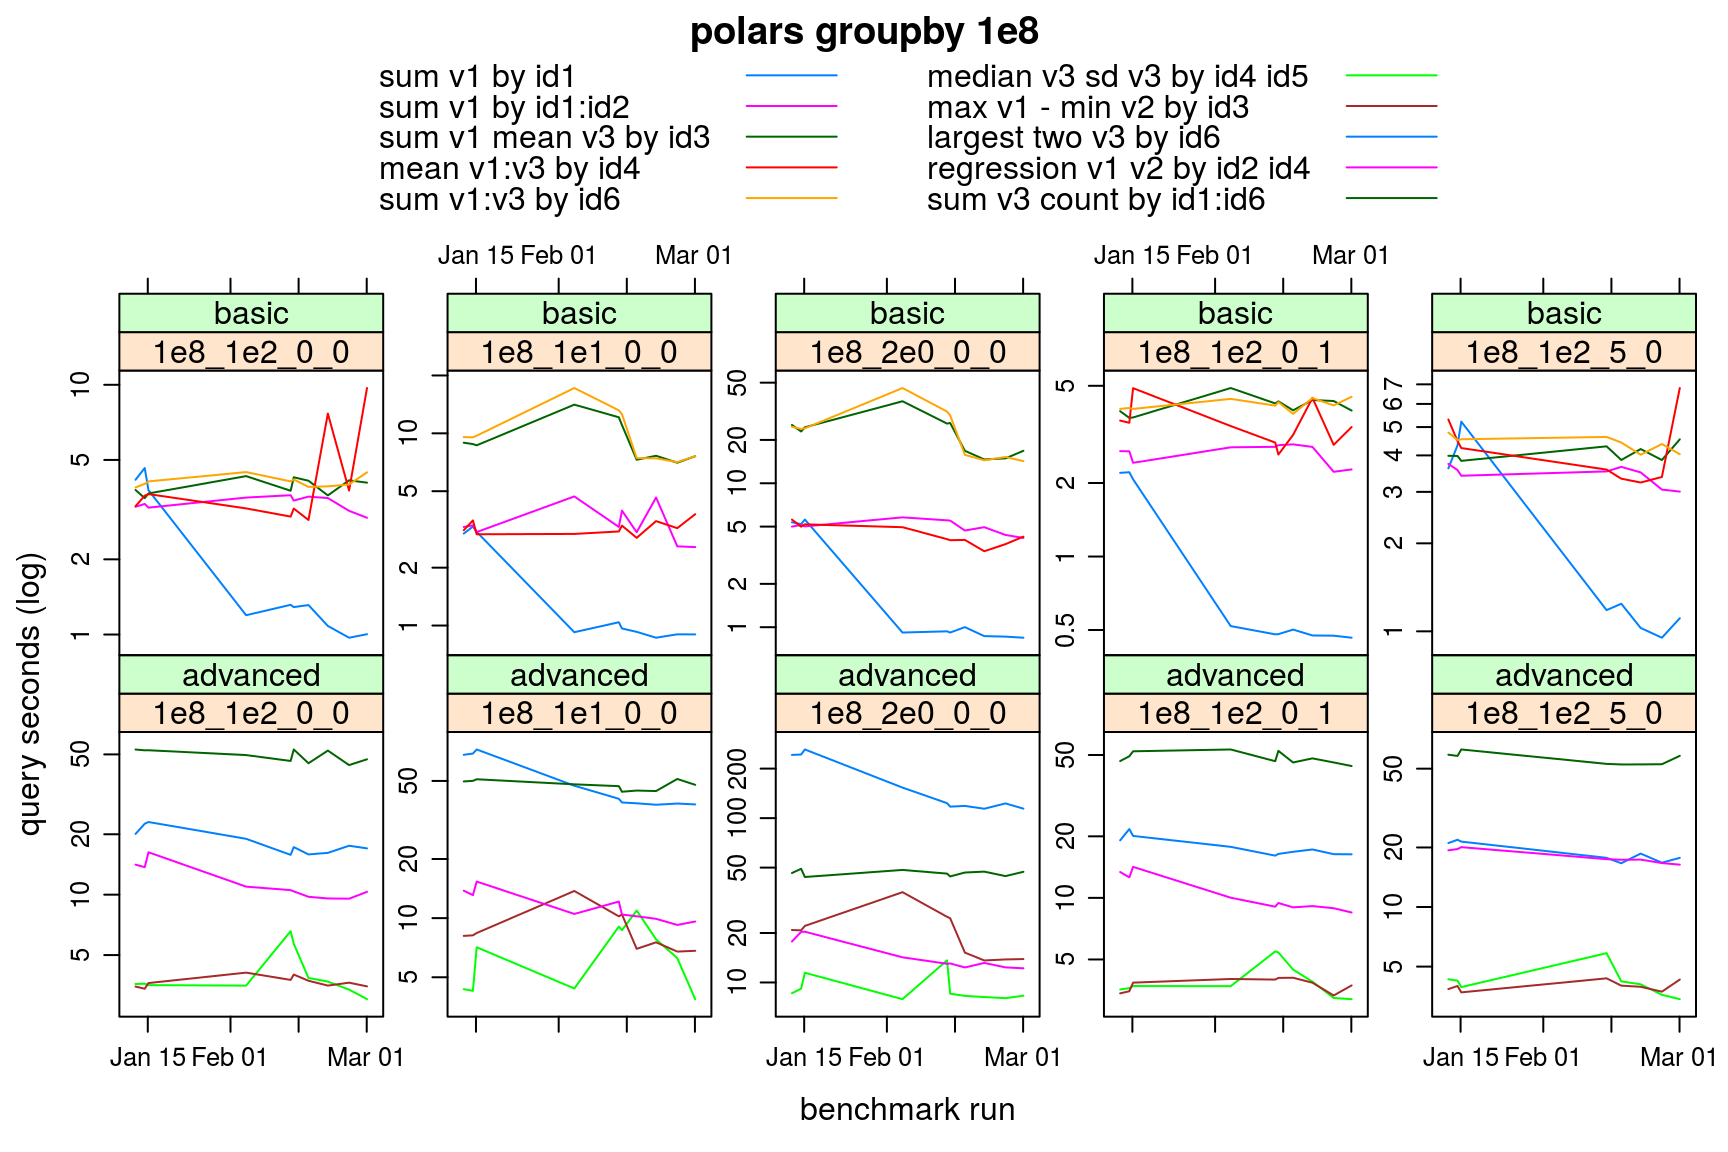 polars groupby 1e8
sum v1 by id1
sum v1 by id1:id2
sum v1 mean v3 by id3
mean v1:v3 by id4
sum v1:v3 by id6
median v3 sd v3 by id4 id5
max v1 - min v2 by id3
largest two v3 by id6
regression v1 v2 by id2 id4
sum v3 count by id1:id6
Jan 15 Feb 01 Mar 01
Jan 15 Feb 01 Mar 01
basic
1e8_1e2_0_0
10
5
2
1
basic
1e8_1e1_0_0
10
5
2
1
basic
1e8_2e0_0_0
50
20
10
5
2
1
basic
1e8_1e2_0_1
5
2
1
0.5
basic
1e8_1e2_5_0
7
6
5
4
3
2
1
advanced
1e8_1e2_0_0
50
20
10
5
advanced
1e8_1e1_0_0
50
20
10
5
advanced
1e8_2e0_0_0
200
100
50
20
10
advanced
1e8_1e2_0_1
50
20
10
5
advanced
1e8_1e2_5_0
50
20
10
5
Jan 15 Feb 01 Mar 01
Jan 15 Feb 01 Mar 01
Jan 15 Feb 01 Mar 01
query seconds (log)
benchmark run